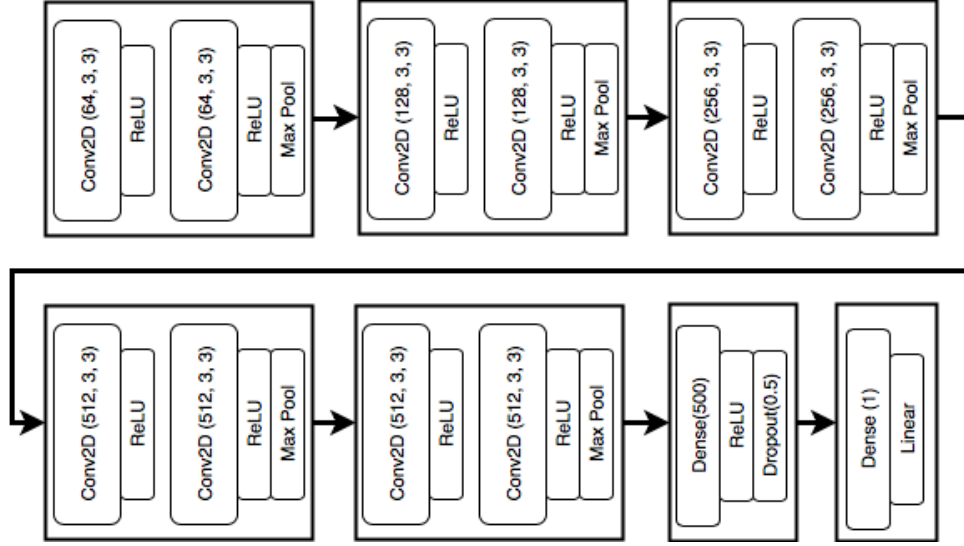 Conv2D (64, 3, 3)
ReLU
Conv2D (64, 3, 3)
ReLU
Max Pool
Conv2D (128, 3, 3)
ReLU
Conv2D (128, 3, 3)
ReLU
Max Pool
Conv2D (256, 3, 3)
ReLU
Conv2D (256, 3, 3)
ReLU
Max Pool
Conv2D (512, 3, 3)
ReLU
Conv2D (512, 3, 3)
ReLU
Max Pool
Conv2D (512, 3, 3)
ReLU
Conv2D (512, 3, 3)
ReLU
Max Pool
Dense(500)
ReLU
Dropout(0.5)
Dense (1)
Linear